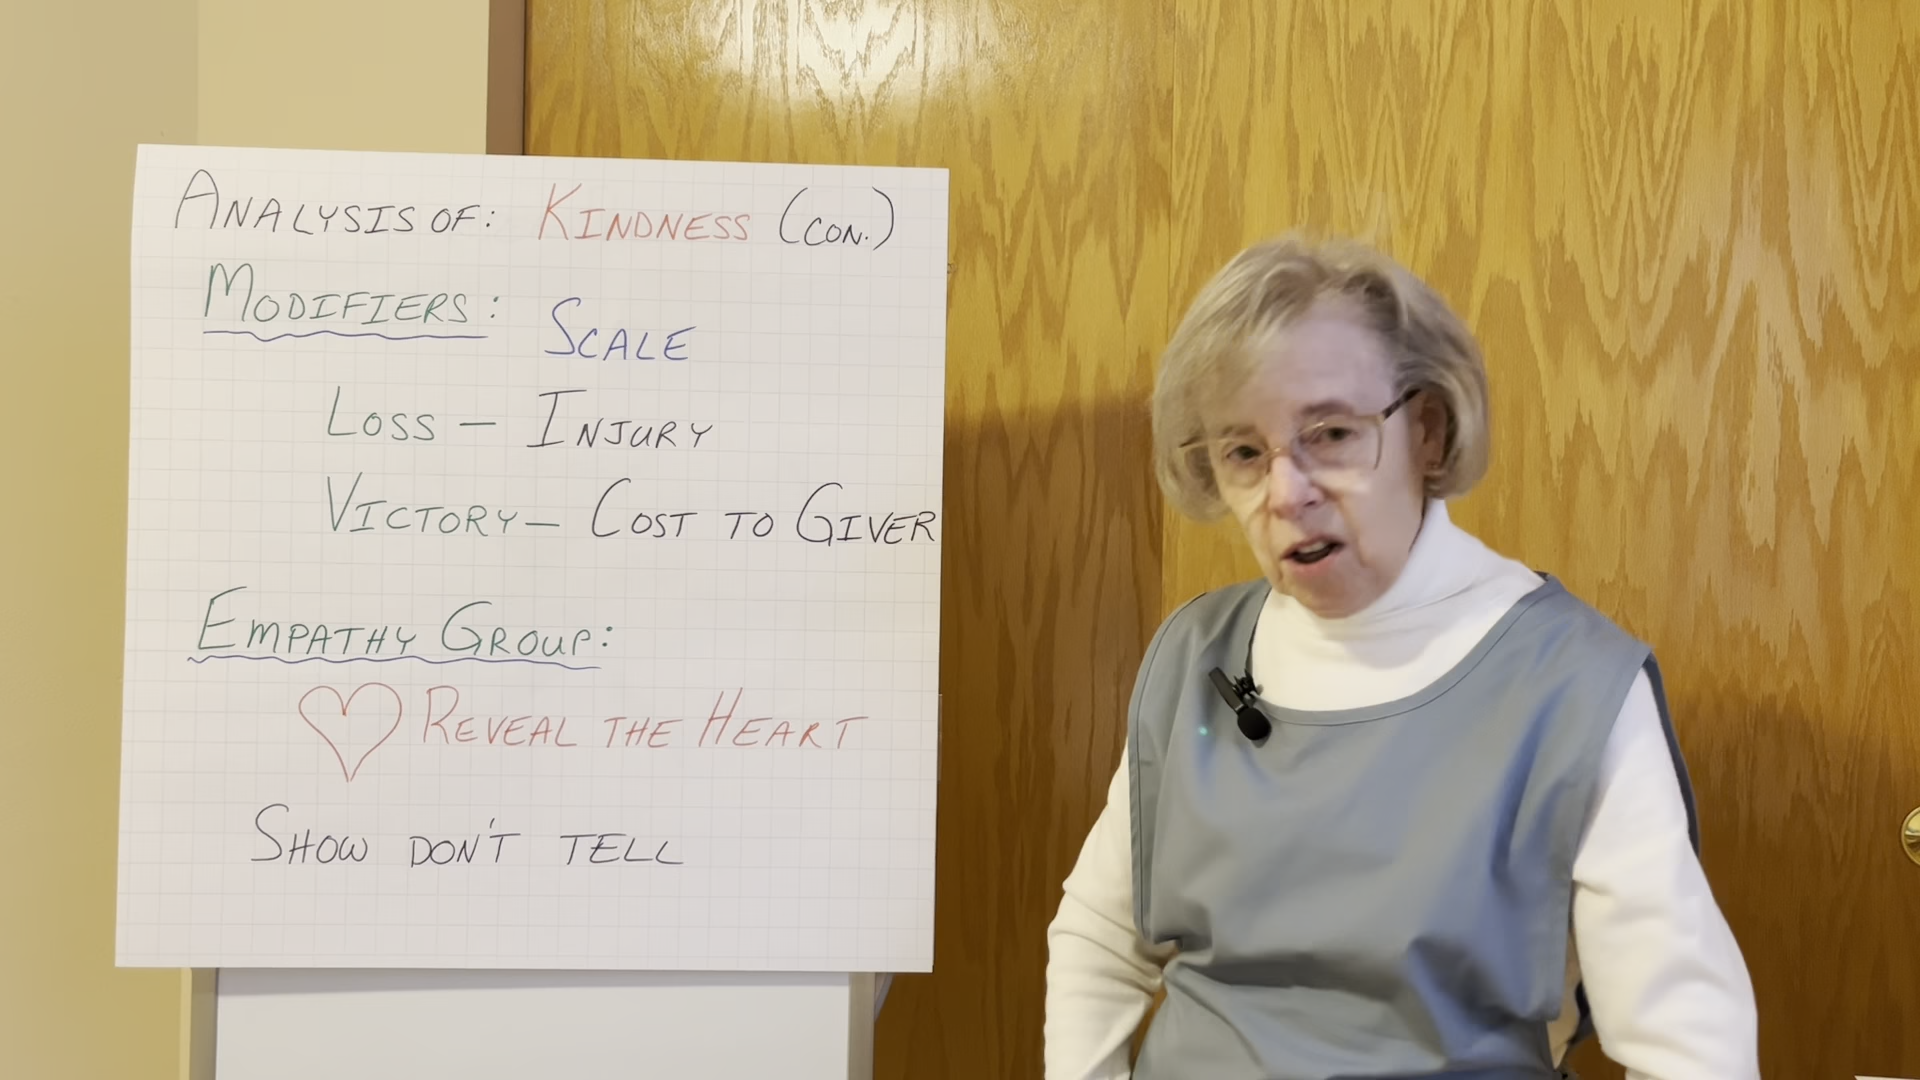 ANALYSIS OF: KINDNESS (CON.)
MODIFIERS: SCALE
LOSS – INJURY
VICTORY – COST TO GIVER
EMPATHY GROUP:
REVEAL THE HEART
SHOW DON'T TELL